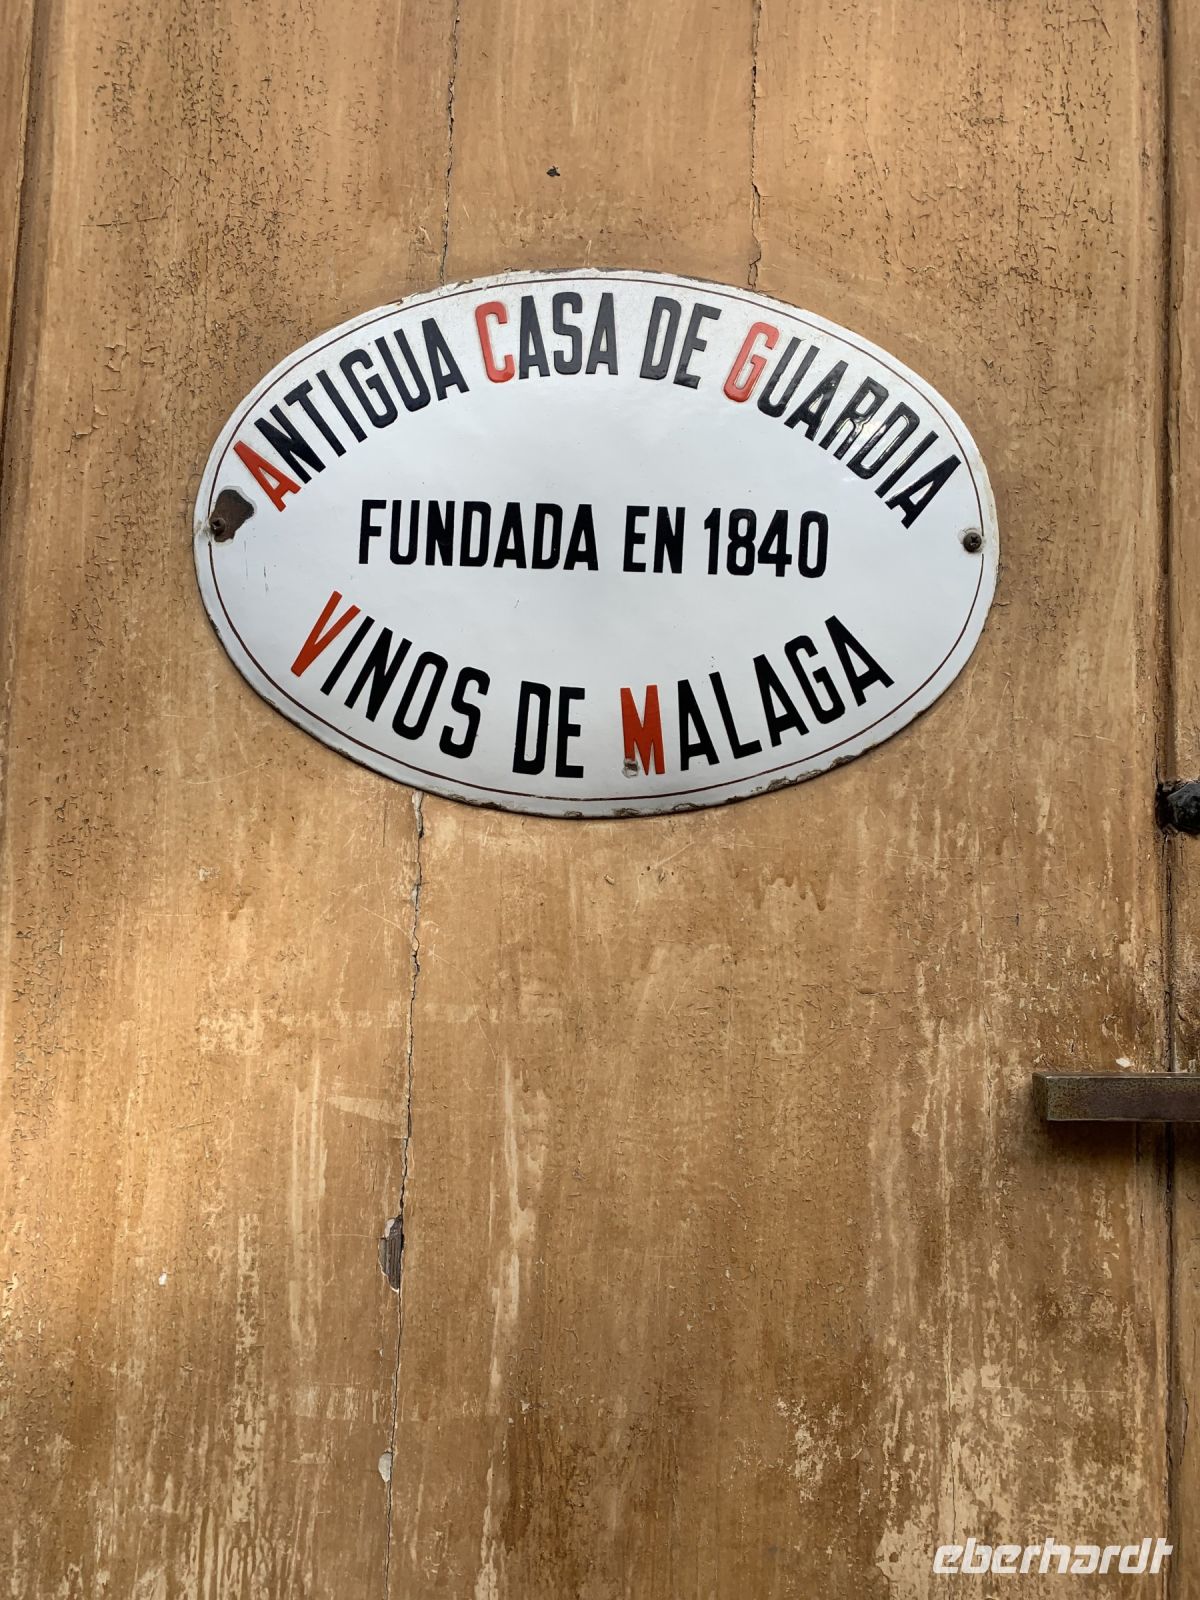 ANTIGUA CASA DE GUARDIA
FUNDADA EN 1840
VINOS DE MALAGA
eberhardt